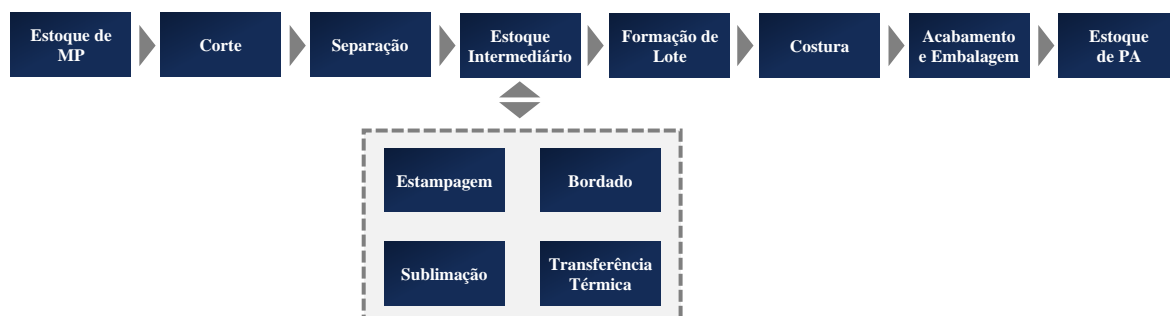 Estoque de
MP
Corte
Separação
Estoque
Intermediário
Formação de
Lote
Costura
Acabamento
e Embalagem
Estoque
de PA
Estampagem
Bordado
Sublimação
Transferência
Térmica